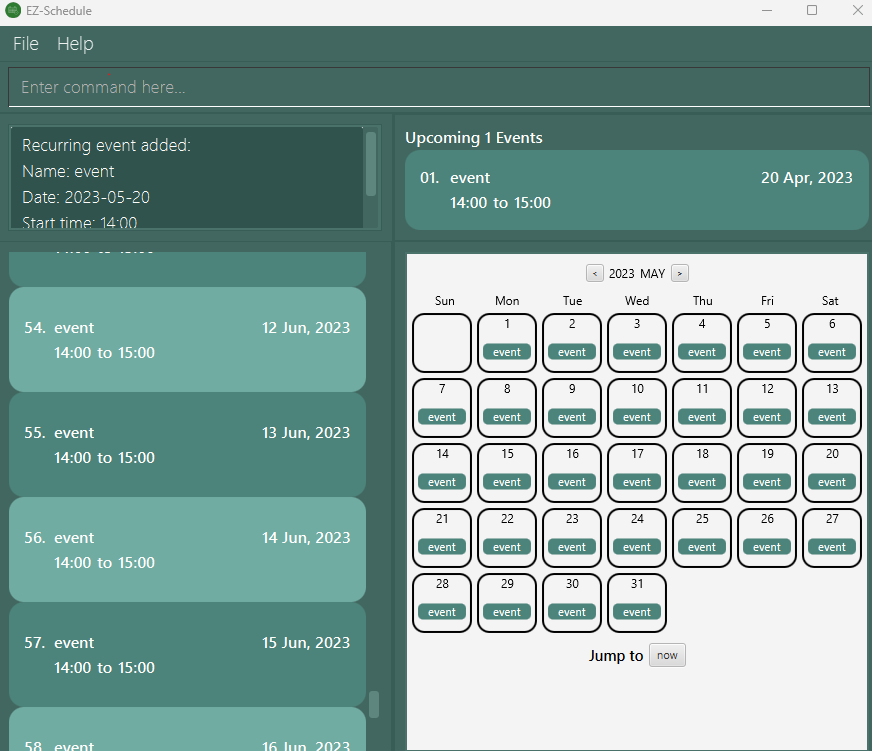 EZ-Schedule
File Help
Enter command here...
Recurring event added:
Name: event
Date: 2023-05-20
Start time: 14:00
Upcoming 1 Events
01. event 20 Apr, 2023
14:00 to 15:00
14:00 to 15:00
54. event 12 Jun, 2023
14:00 to 15:00
55. event 13 Jun, 2023
14:00 to 15:00
56. event 14 Jun, 2023
14:00 to 15:00
57. event 15 Jun, 2023
14:00 to 15:00
58. event 16 Jun, 2023
< 2023 MAY >
Sun Mon Tue Wed Thu Fri Sat
1 2 3 4 5 6
event event event event event event
7 8 9 10 11 12 13
event event event event event event event
14 15 16 17 18 19 20
event event event event event event event
21 22 23 24 25 26 27
event event event event event event event
28 29 30 31
event event event event
Jump to now